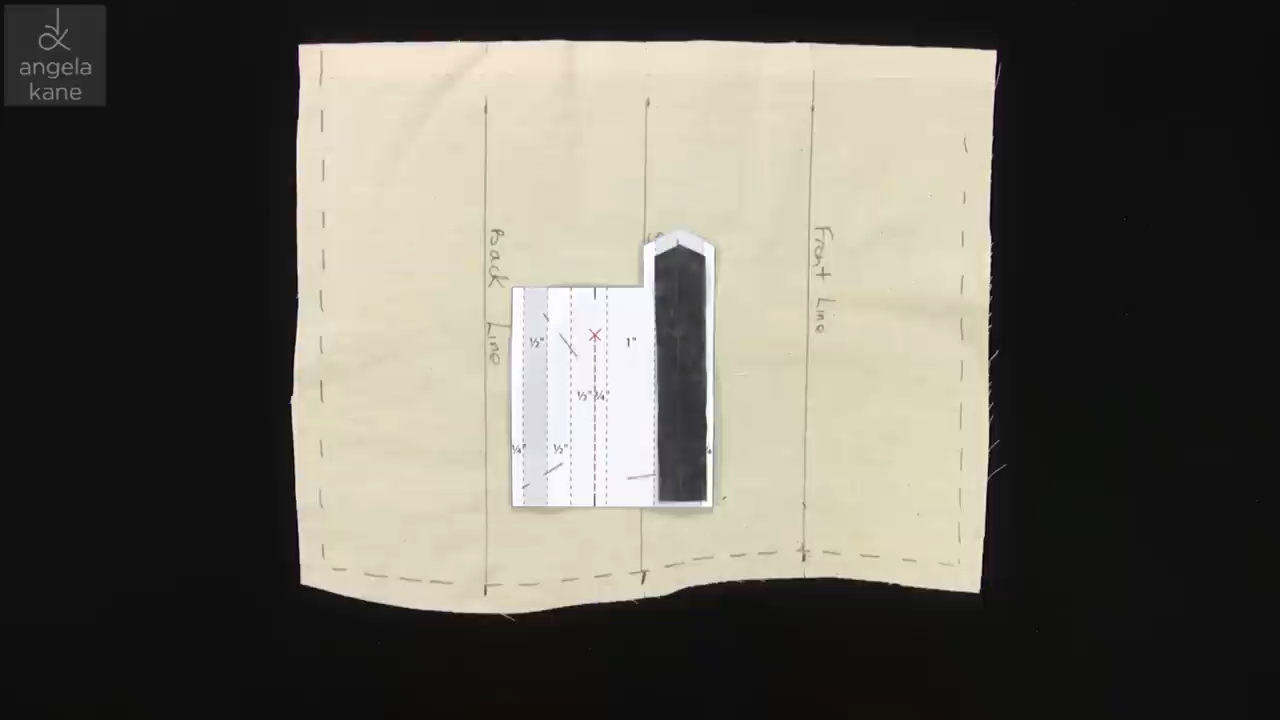 angela
kane
Back Line
Front Line
½"
1"
½"
¾"
¼"
½"